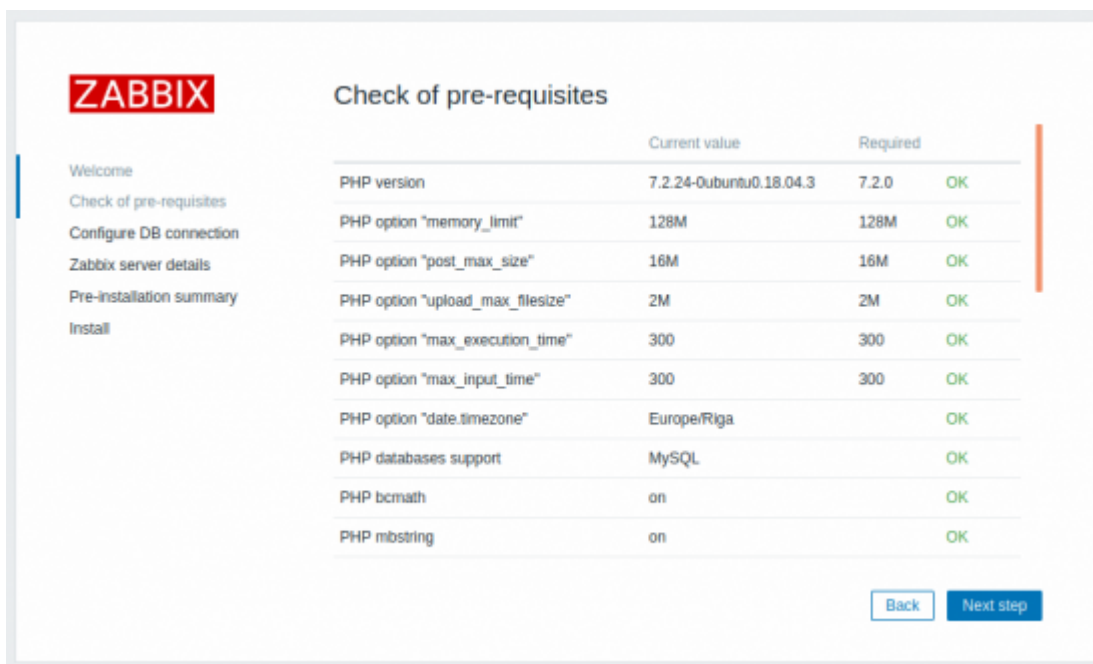 ZABBIX
Welcome
Check of pre-requisites
Configure DB connection
Zabbix server details
Pre-installation summary
Install
Check of pre-requisites
Current value Required
PHP version 7.2.24-0ubuntu0.18.04.3 7.2.0 OK
PHP option "memory_limit" 128M 128M OK
PHP option "post_max_size" 16M 16M OK
PHP option "upload_max_filesize" 2M 2M OK
PHP option "max_execution_time" 300 300 OK
PHP option "max_input_time" 300 300 OK
PHP option "date.timezone" Europe/Riga OK
PHP databases support MySQL OK
PHP bcmath on OK
PHP mbstring on OK
Back Next step